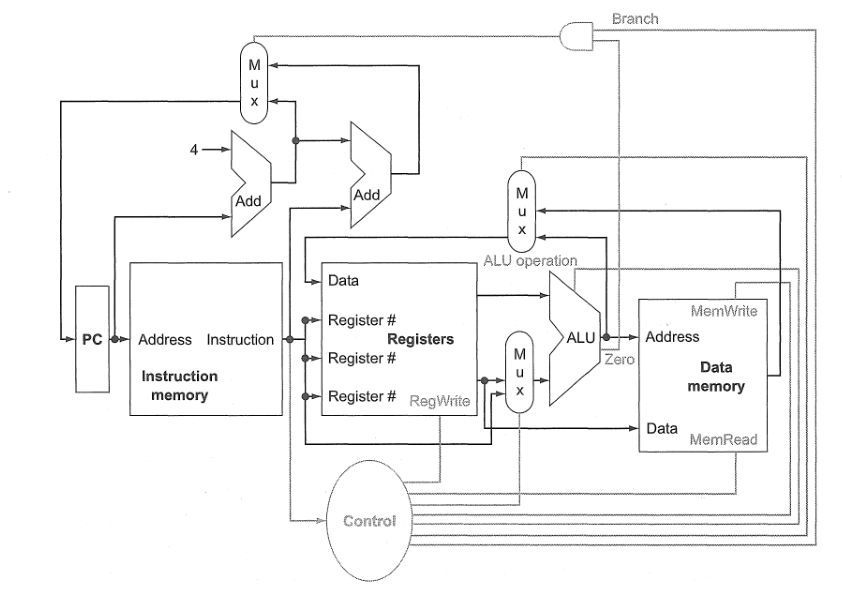 Branch
M
u
x
4
Add
Add
M
u
x
ALU operation
Data
Register #
Registers
Register #
Register #
RegWrite
PC
Address
Instruction
Instruction
memory
M
u
x
ALU
Zero
MemWrite
Address
Data
memory
Data
MemRead
Control